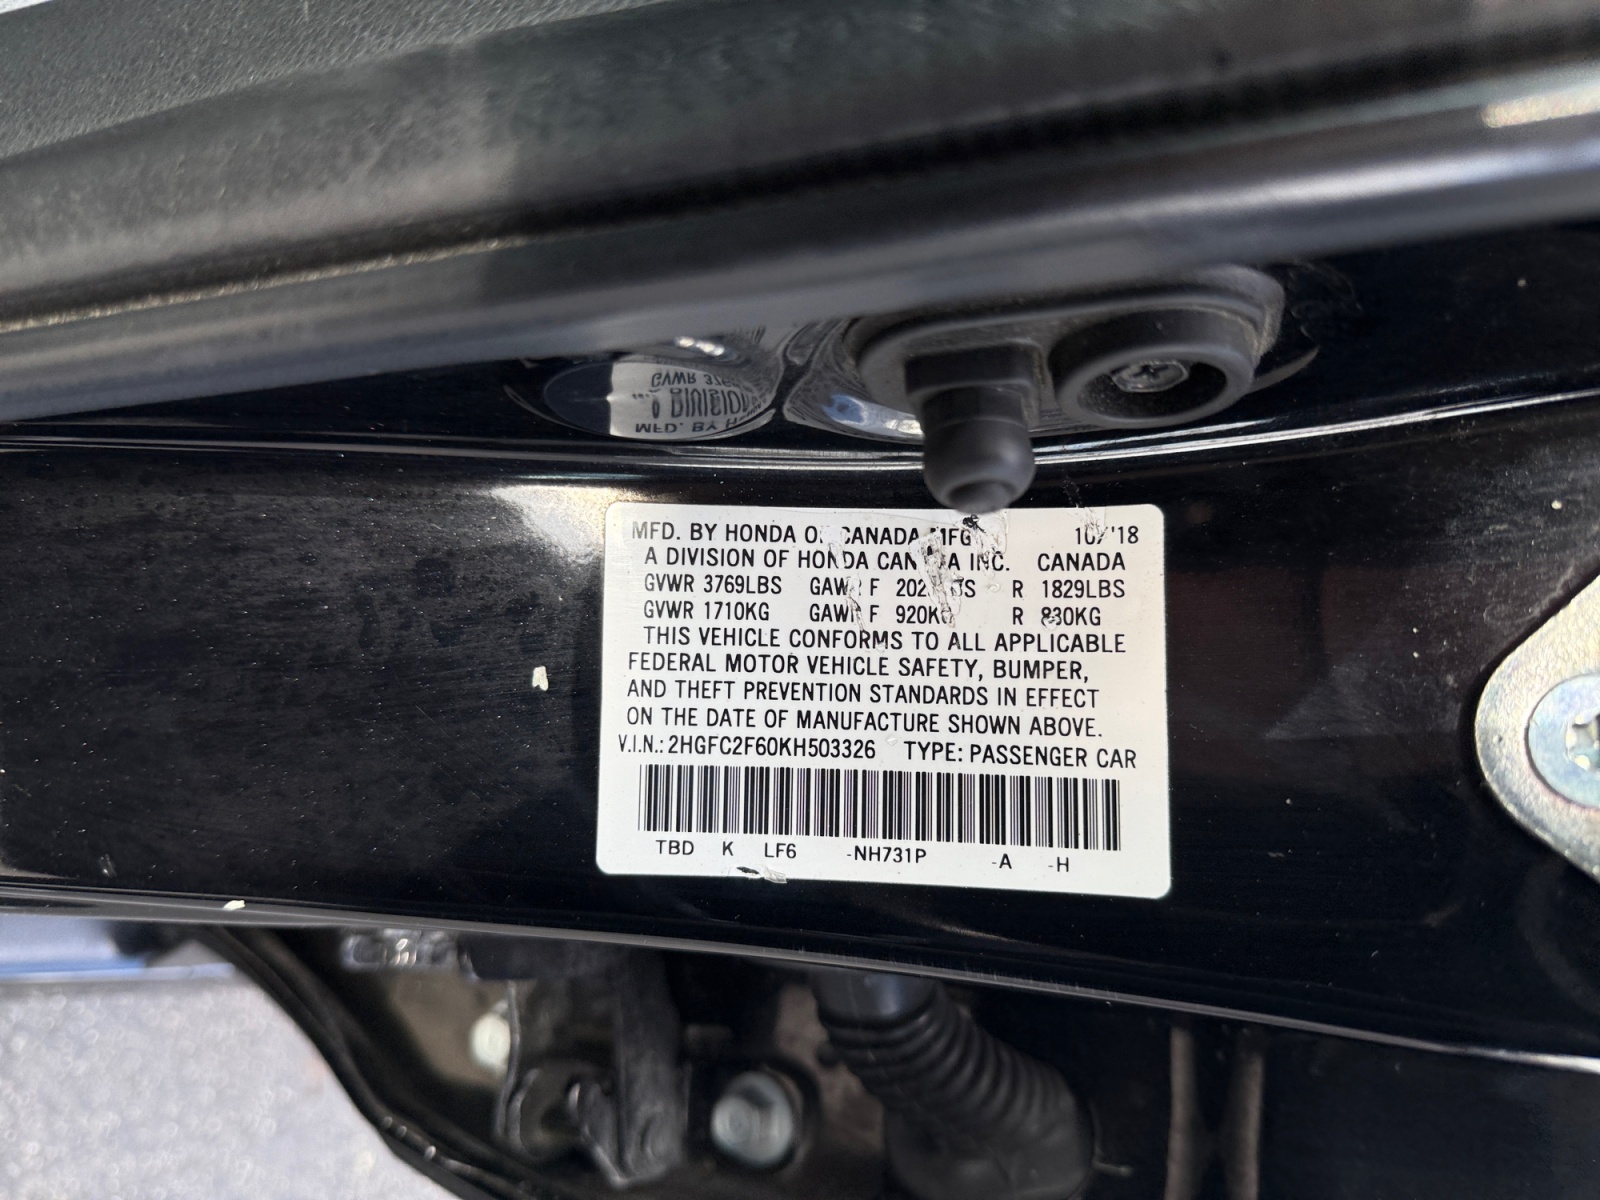 MFD. BY HONDA OF CANADA MFG 10/'18
A DIVISION OF HONDA CANADA INC. CANADA
GVWR 3769LBS GAWR F R 1829LBS
GVWR 1710KG GAWR F 920KG R 830KG
THIS VEHICLE CONFORMS TO ALL APPLICABLE
FEDERAL MOTOR VEHICLE SAFETY, BUMPER,
AND THEFT PREVENTION STANDARDS IN EFFECT
ON THE DATE OF MANUFACTURE SHOWN ABOVE.
V.I.N.: 2HGFC2F60KH503326 TYPE: PASSENGER CAR
TBD K LF6 -NH731P -A -H